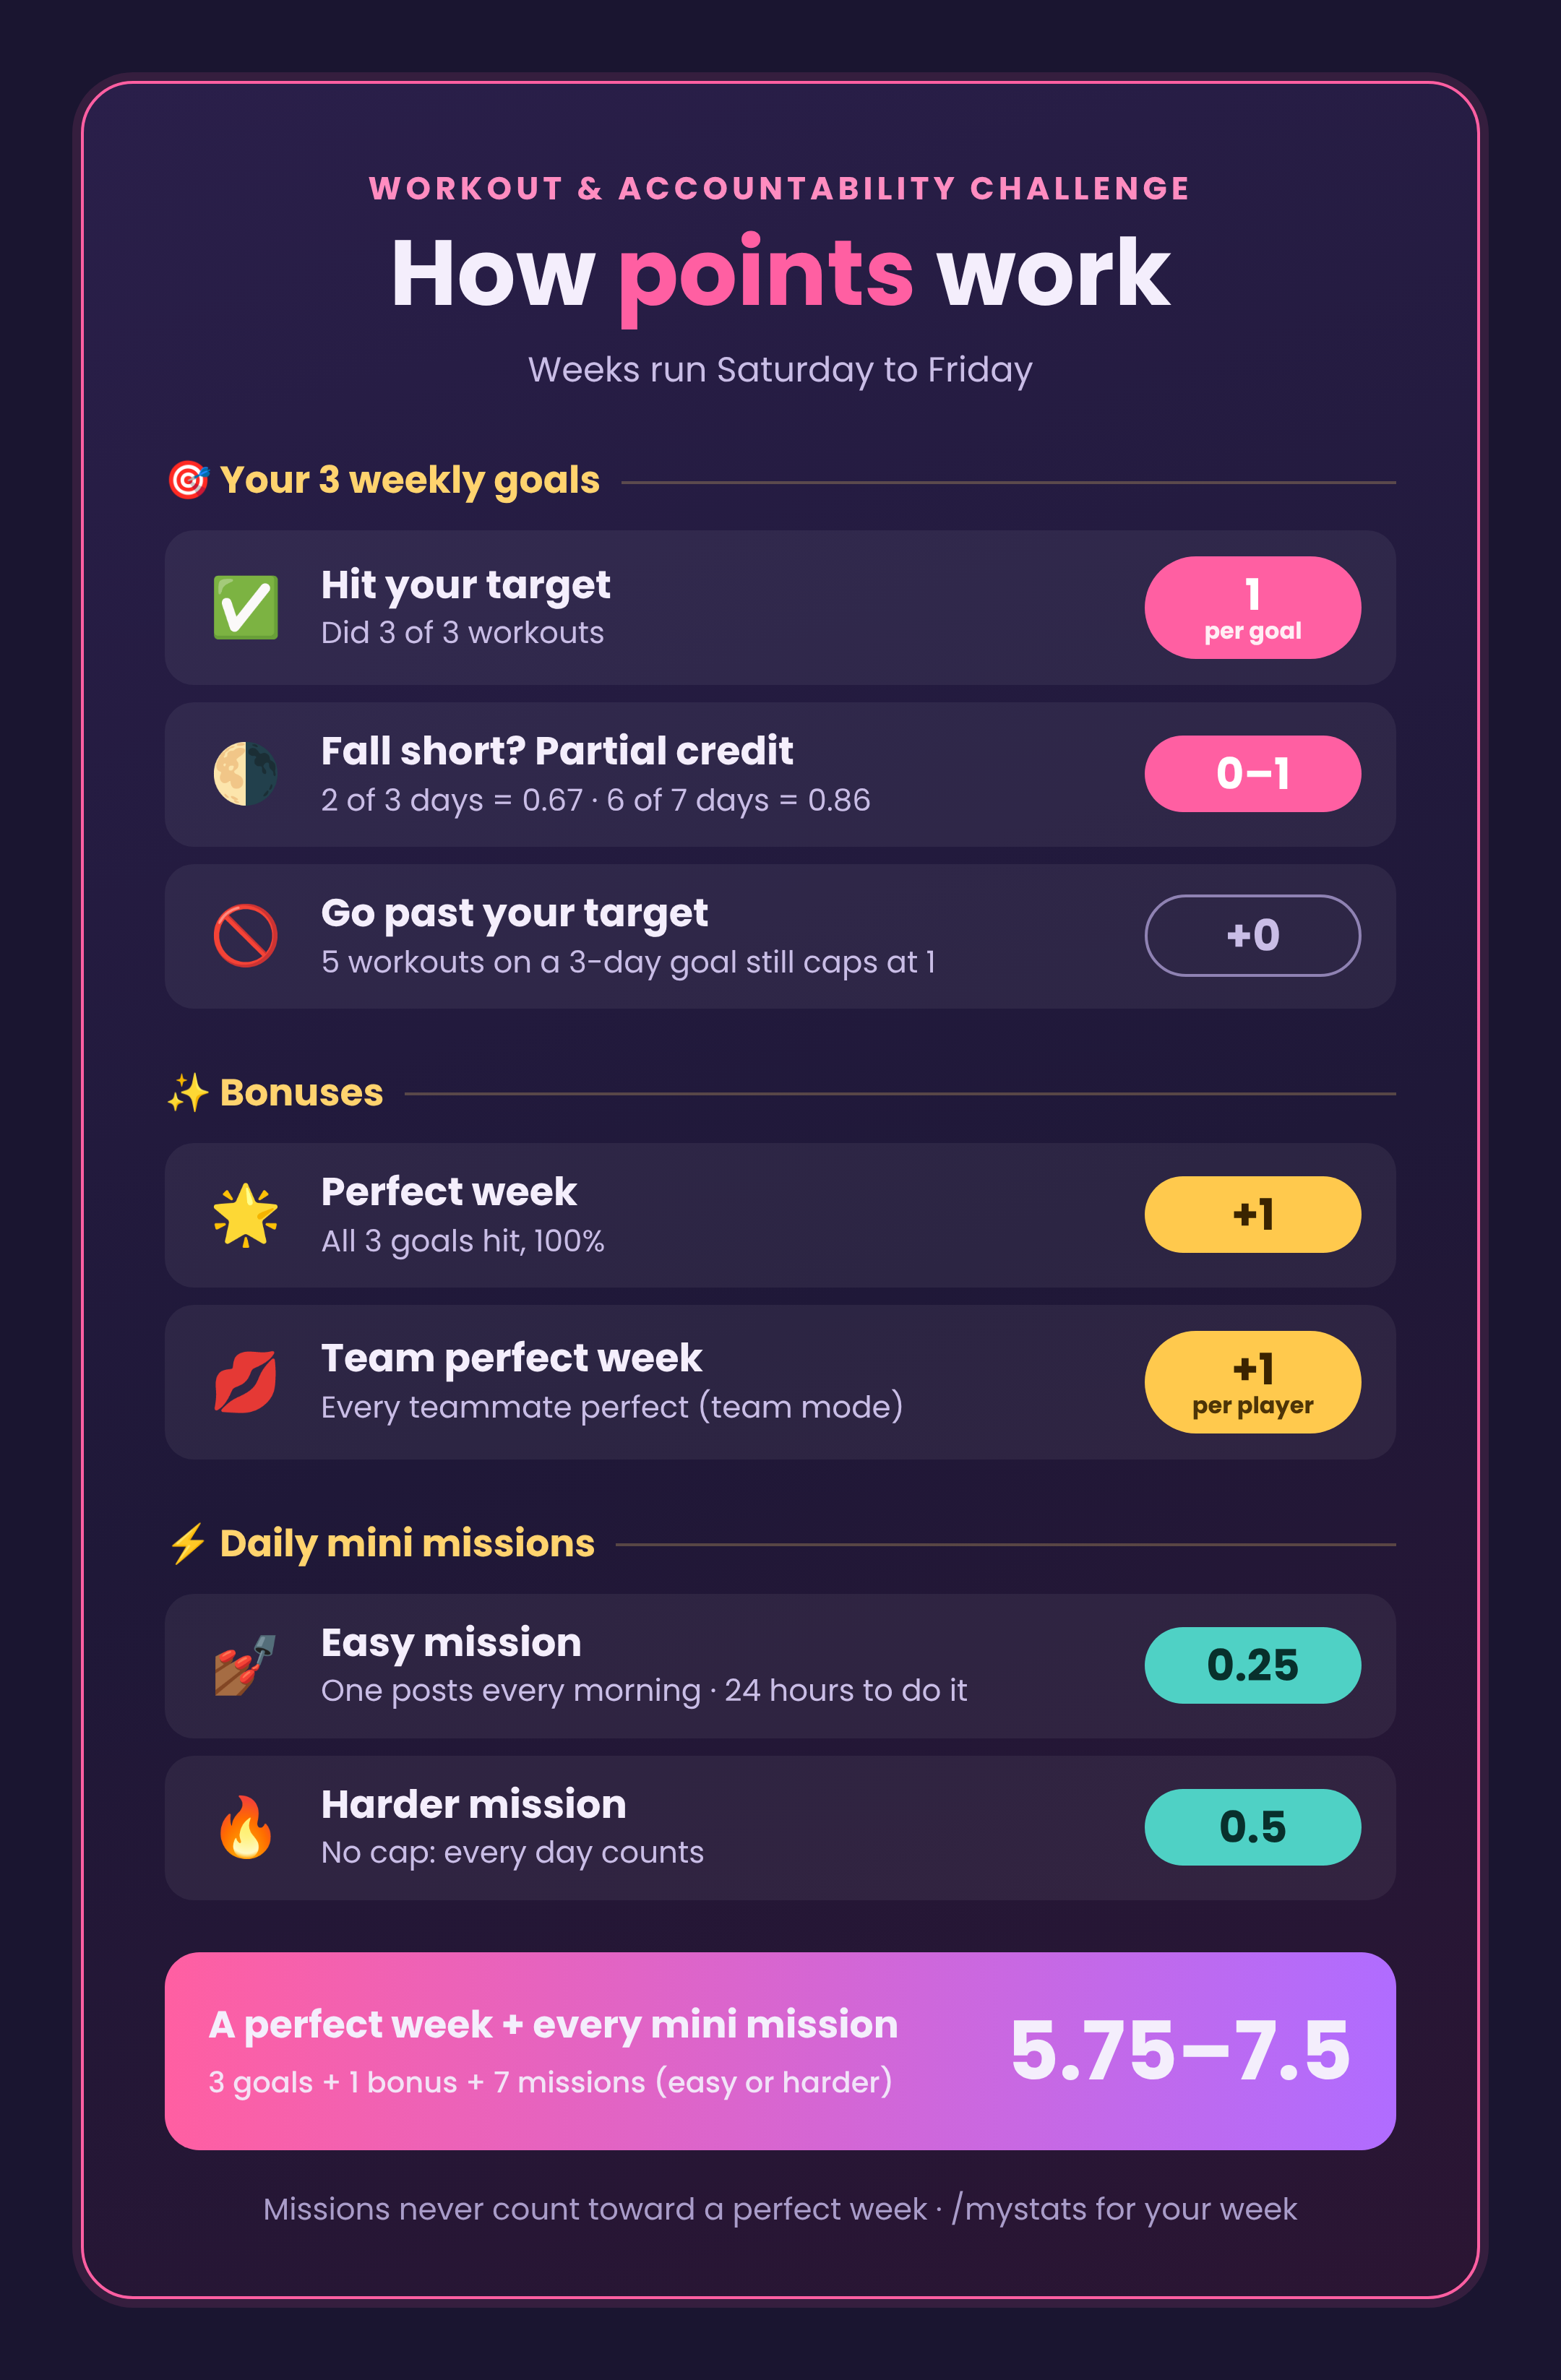 WORKOUT & ACCOUNTABILITY CHALLENGE
How points work
Weeks run Saturday to Friday
🎯 Your 3 weekly goals
Hit your target
Did 3 of 3 workouts
1
per goal
Fall short? Partial credit
2 of 3 days = 0.67 · 6 of 7 days = 0.86
0–1
Go past your target
5 workouts on a 3-day goal still caps at 1
+0
✨ Bonuses
Perfect week
All 3 goals hit, 100%
+1
Team perfect week
Every teammate perfect (team mode)
+1
per player
⚡ Daily mini missions
Easy mission
One posts every morning · 24 hours to do it
0.25
Harder mission
No cap: every day counts
0.5
A perfect week + every mini mission
3 goals + 1 bonus + 7 missions (easy or harder)
5.75–7.5
Missions never count toward a perfect week · /mystats for your week